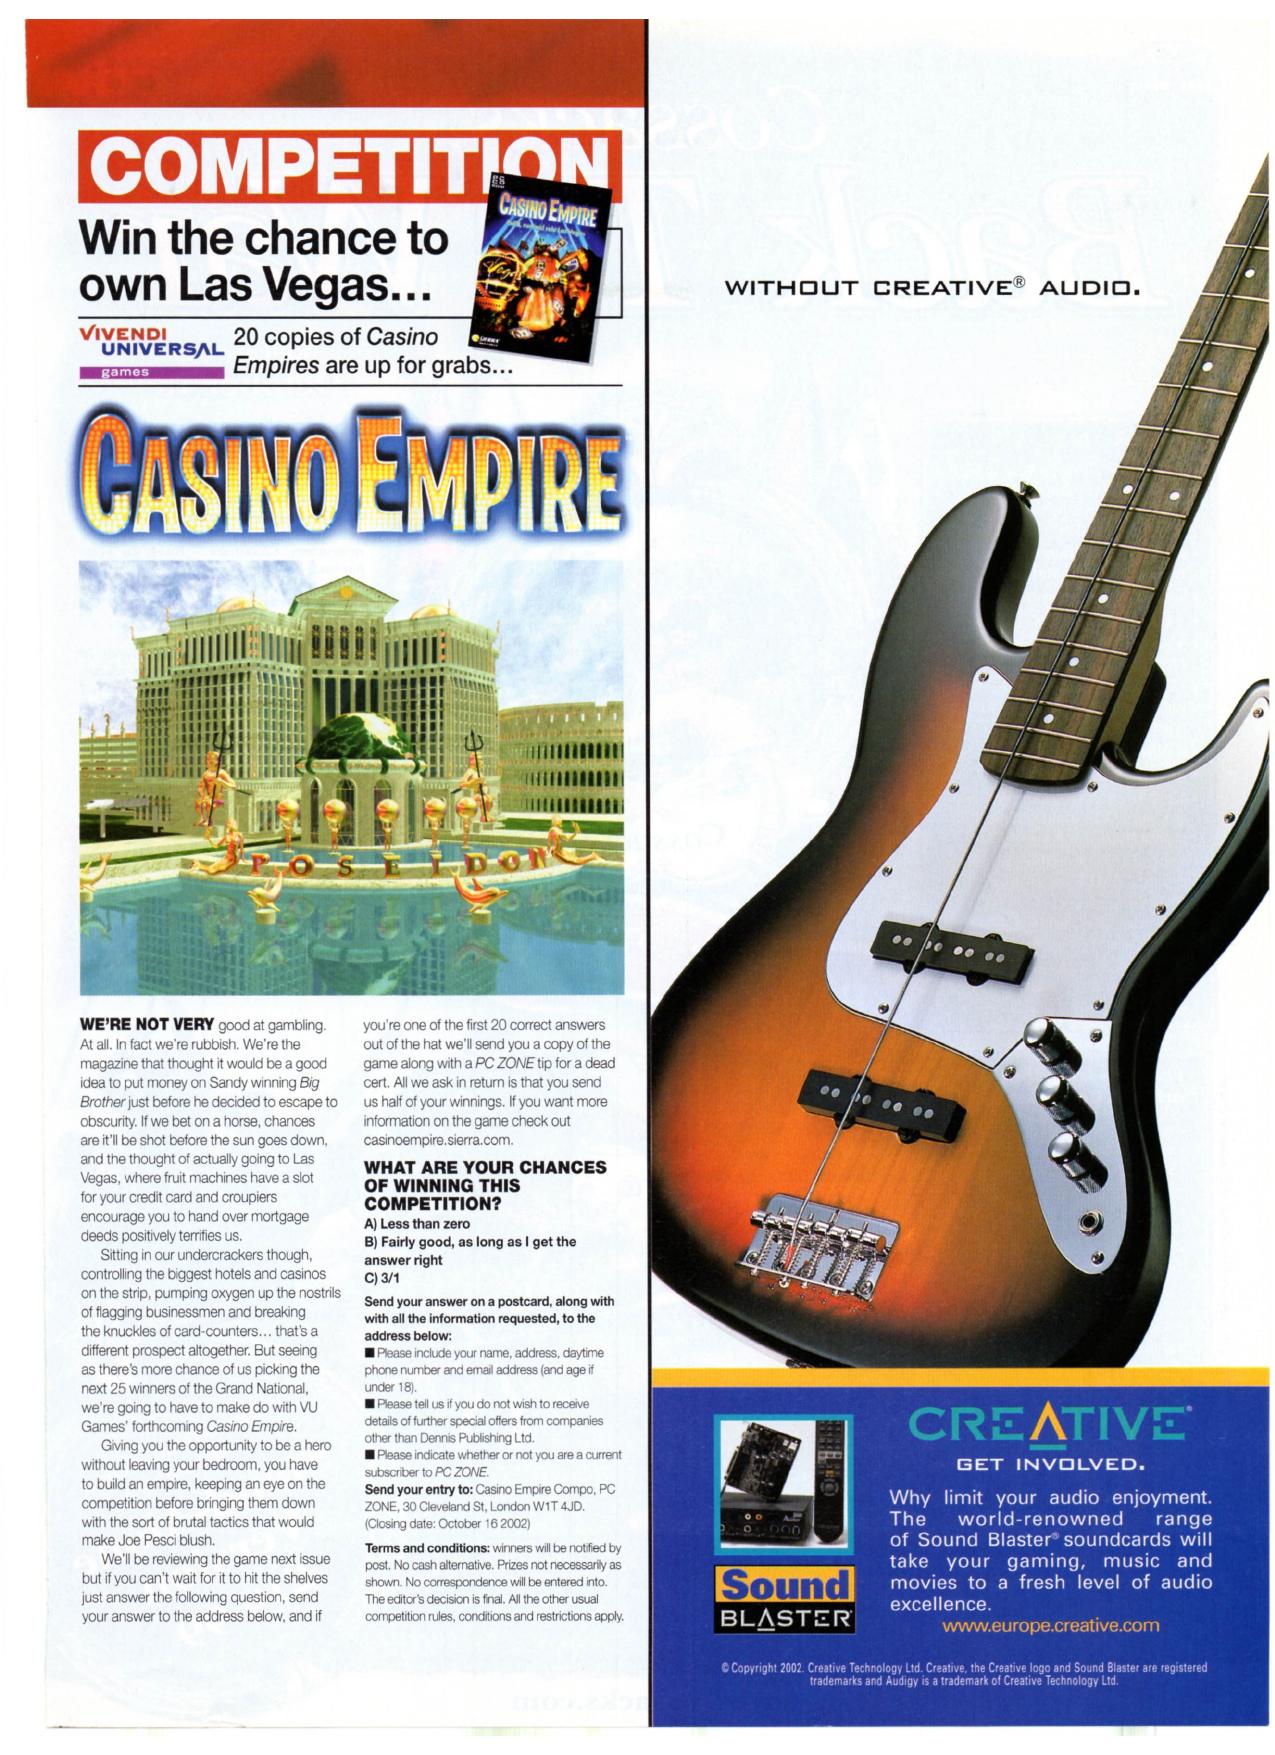 COMPETITION
Win the chance to
own Las Vegas...
VIVENDI
UNIVERSAL
games
20 copies of Casino
Empires are up for grabs...
CASINO EMPIRE
SIERRA
CASINO EMPIRE
POSEIDON
WE'RE NOT VERY good at gambling.
At all. In fact we're rubbish. We're the
magazine that thought it would be a good
idea to put money on Sandy winning Big
Brother just before he decided to escape to
obscurity. If we bet on a horse, chances
are it'll be shot before the sun goes down,
and the thought of actually going to Las
Vegas, where fruit machines have a slot
for your credit card and croupiers
encourage you to hand over mortgage
deeds positively terrifies us.
Sitting in our undercrackers though,
controlling the biggest hotels and casinos
on the strip, pumping oxygen up the nostrils
of flagging businessmen and breaking
the knuckles of card-counters... that's a
different prospect altogether. But seeing
as there's more chance of us picking the
next 25 winners of the Grand National,
we're going to have to make do with VU
Games' forthcoming Casino Empire.
Giving you the opportunity to be a hero
without leaving your bedroom, you have
to build an empire, keeping an eye on the
competition before bringing them down
with the sort of brutal tactics that would
make Joe Pesci blush.
We'll be reviewing the game next issue
but if you can't wait for it to hit the shelves
just answer the following question, send
your answer to the address below, and if
you're one of the first 20 correct answers
out of the hat we'll send you a copy of the
game along with a PC ZONE tip for a dead
cert. All we ask in return is that you send
us half of your winnings. If you want more
information on the game check out
casinoempire.sierra.com.
WHAT ARE YOUR CHANCES
OF WINNING THIS
COMPETITION?
A) Less than zero
B) Fairly good, as long as I get the
answer right
C) 3/1
Send your answer on a postcard, along with
with all the information requested, to the
address below:
■ Please include your name, address, daytime
phone number and email address (and age if
under 18).
■ Please tell us if you do not wish to receive
details of further special offers from companies
other than Dennis Publishing Ltd.
■ Please indicate whether or not you are a current
subscriber to PC ZONE.
Send your entry to: Casino Empire Compo, PC
ZONE, 30 Cleveland St, London W1T 4JD.
(Closing date: October 16 2002)
Terms and conditions: winners will be notified by
post. No cash alternative. Prizes not necessarily as
shown. No correspondence will be entered into.
The editor's decision is final. All the other usual
competition rules, conditions and restrictions apply.
WITHOUT CREATIVE® AUDIO.
CREATIVE®
GET INVOLVED.
Why limit your audio enjoyment.
The world-renowned range
of Sound Blaster® soundcards will
take your gaming, music and
movies to a fresh level of audio
excellence.
www.europe.creative.com
Sound
BLASTER
© Copyright 2002. Creative Technology Ltd. Creative, the Creative logo and Sound Blaster are registered
trademarks and Audigy is a trademark of Creative Technology Ltd.